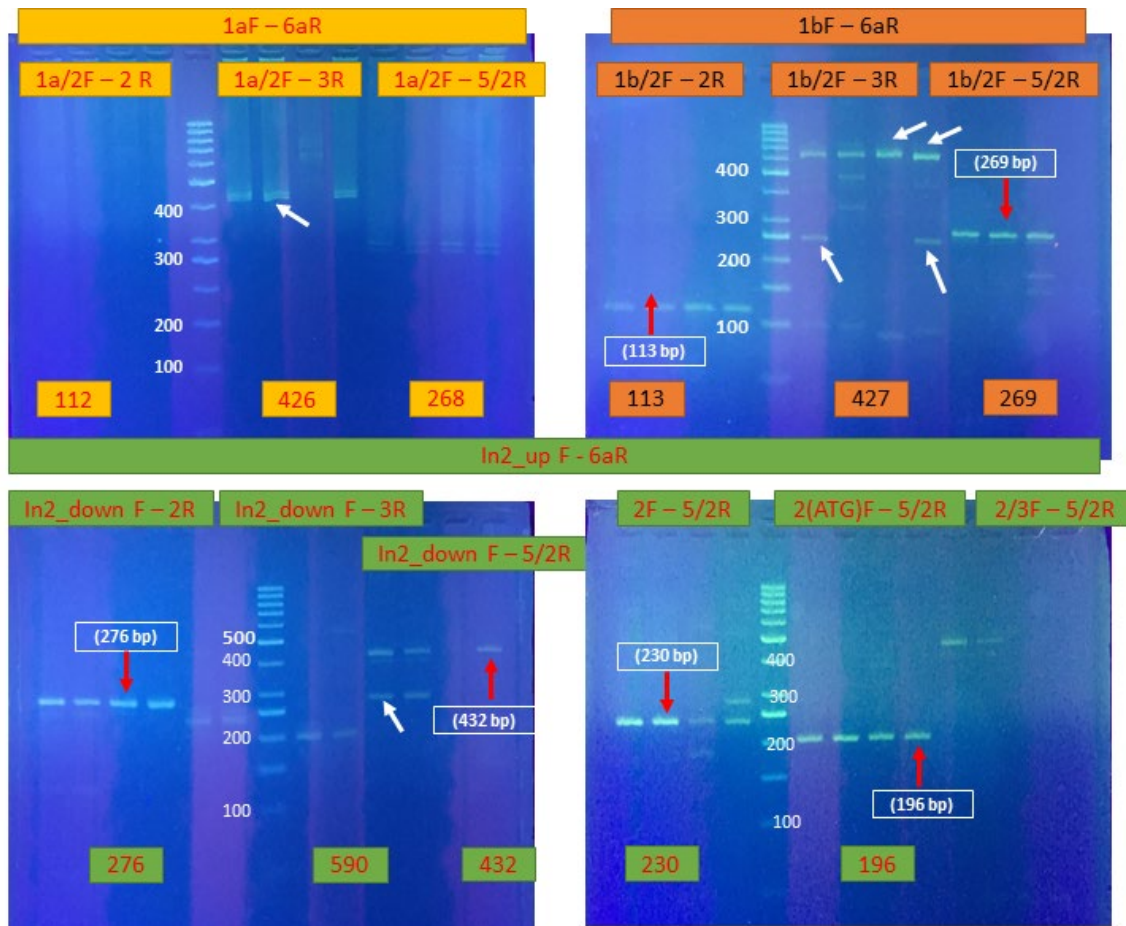 1aF – 6aR
1a/2F – 2 R
1a/2F – 3R
1a/2F – 5/2R
400
300
200
100
112
426
268
1bF – 6aR
1b/2F – 2R
1b/2F – 3R
1b/2F – 5/2R
400
(269 bp)
300
200
100
(113 bp)
113
427
269
In2_up F - 6aR
In2_down F – 2R
In2_down F – 3R
In2_down F – 5/2R
(276 bp)
500
400
300
(432 bp)
200
100
276
590
432
2F – 5/2R
2(ATG)F – 5/2R
2/3F – 5/2R
(230 bp)
400
300
200
(196 bp)
100
230
196